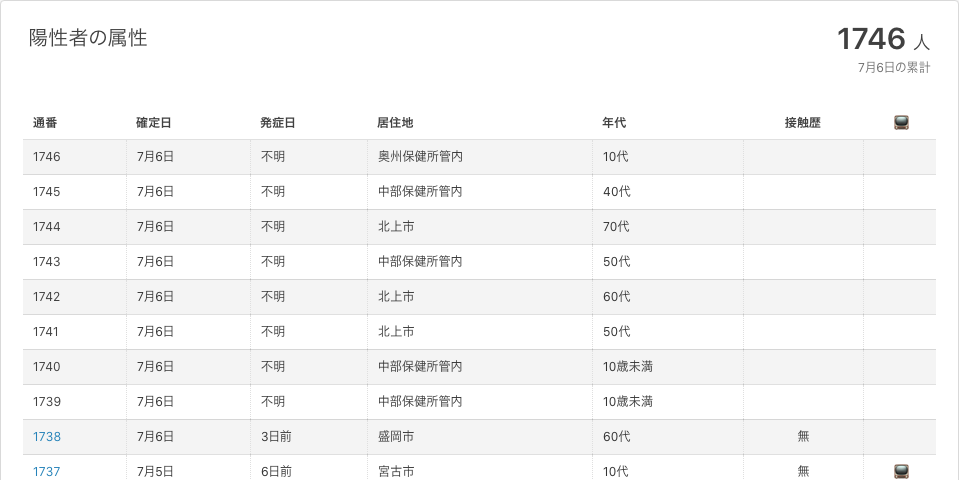 陽性者の属性
1746 人
7月6日の累計
通番 確定日 発症日 居住地 年代 接触歴
1746 7月6日 不明 奥州保健所管内 10代
1745 7月6日 不明 中部保健所管内 40代
1744 7月6日 不明 北上市 70代
1743 7月6日 不明 中部保健所管内 50代
1742 7月6日 不明 北上市 60代
1741 7月6日 不明 北上市 50代
1740 7月6日 不明 中部保健所管内 10歳未満
1739 7月6日 不明 中部保健所管内 10歳未満
1738 7月6日 3日前 盛岡市 60代 無
1737 7月5日 6日前 宮古市 10代 無